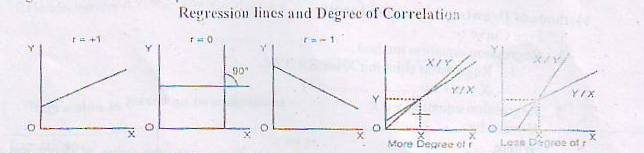 Regression lines and Degree of Correlation
r = +1
r = 0
r = - 1
Y
O
X
Y
90°
O
X
Y
O
X
Y
X/Y
Y/X
Y
O
X
X
More Degree of r
Y
X/Y
Y/X
O
X
X
Less Degree of r